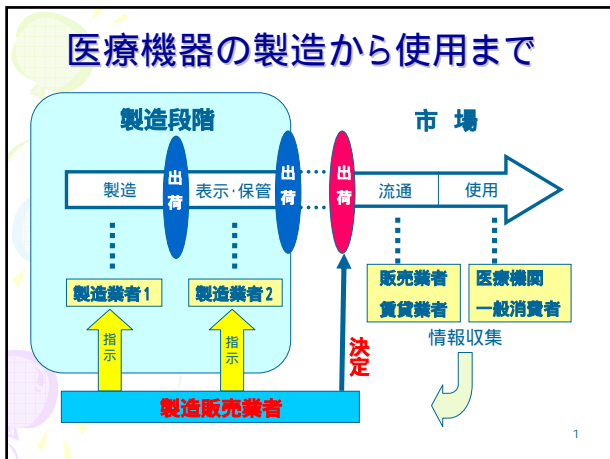 医療機器の製造から使用まで
製造段階
市 場
製造
出荷
表示・保管
出荷
出荷
流通
使用
製造業者1
製造業者2
販売業者
賃貸業者
医療機関
一般消費者
指示
指示
決定
情報収集
製造販売業者
1